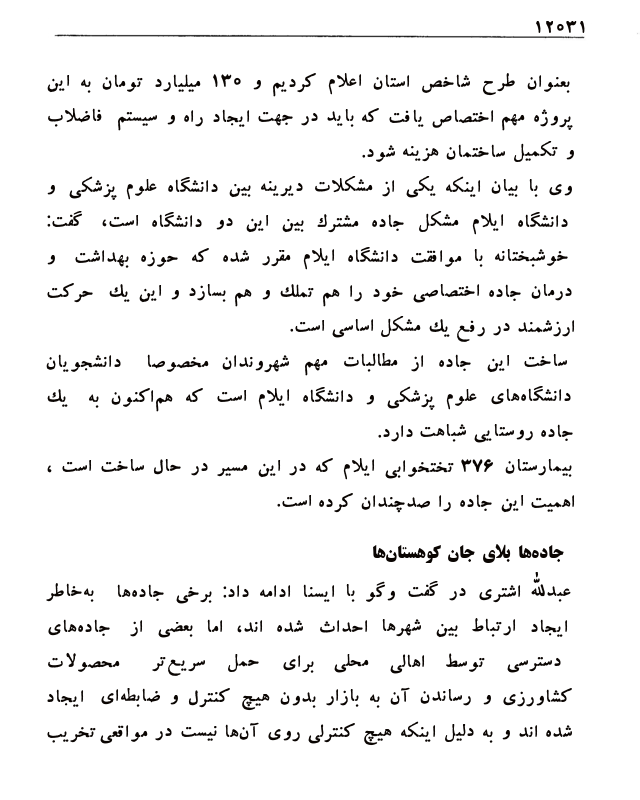 ۱۲۰۳۱
بعنوان طرح شاخص استان اعلام کردیم و ۱۳۰ میلیارد تومان به این
پروژه مهم اختصاص یافت که باید در جهت ایجاد راه و سیستم فاضلاب
و تکمیل ساختمان هزینه شود.
وی با بیان اینکه یکی از مشکلات دیرینه بین دانشگاه علوم پزشکی و
دانشگاه ایلام مشکل جاده مشترك بین این دو دانشگاه است، گفت:
خوشبختانه با موافقت دانشگاه ایلام مقرر شده که حوزه بهداشت و
درمان جاده اختصاصی خود را هم تملك و هم بسازد و این یك حرکت
ارزشمند در رفع یك مشکل اساسی است.
ساخت این جاده از مطالبات مهم شهروندان مخصوصا دانشجویان
دانشگاه‌های علوم پزشکی و دانشگاه ایلام است که هم‌اکنون به یك
جاده روستایی شباهت دارد.
بیمارستان ۳۷۶ تختخوابی ایلام که در این مسیر در حال ساخت است ،
اهمیت این جاده را صدچندان کرده است.
جاده‌ها بلای جان کوهستان‌ها
عبدالله اشتری در گفت وگو با ایسنا ادامه داد: برخی جاده‌ها به‌خاطر
ایجاد ارتباط بین شهرها احداث شده اند، اما بعضی از جاده‌های
دسترسی توسط اهالی محلی برای حمل سریع‌تر محصولات
کشاورزی و رساندن آن به بازار بدون هیچ کنترل و ضابطه‌ای ایجاد
شده اند و به دلیل اینکه هیچ کنترلی روی آن‌ها نیست در مواقعی تخریب